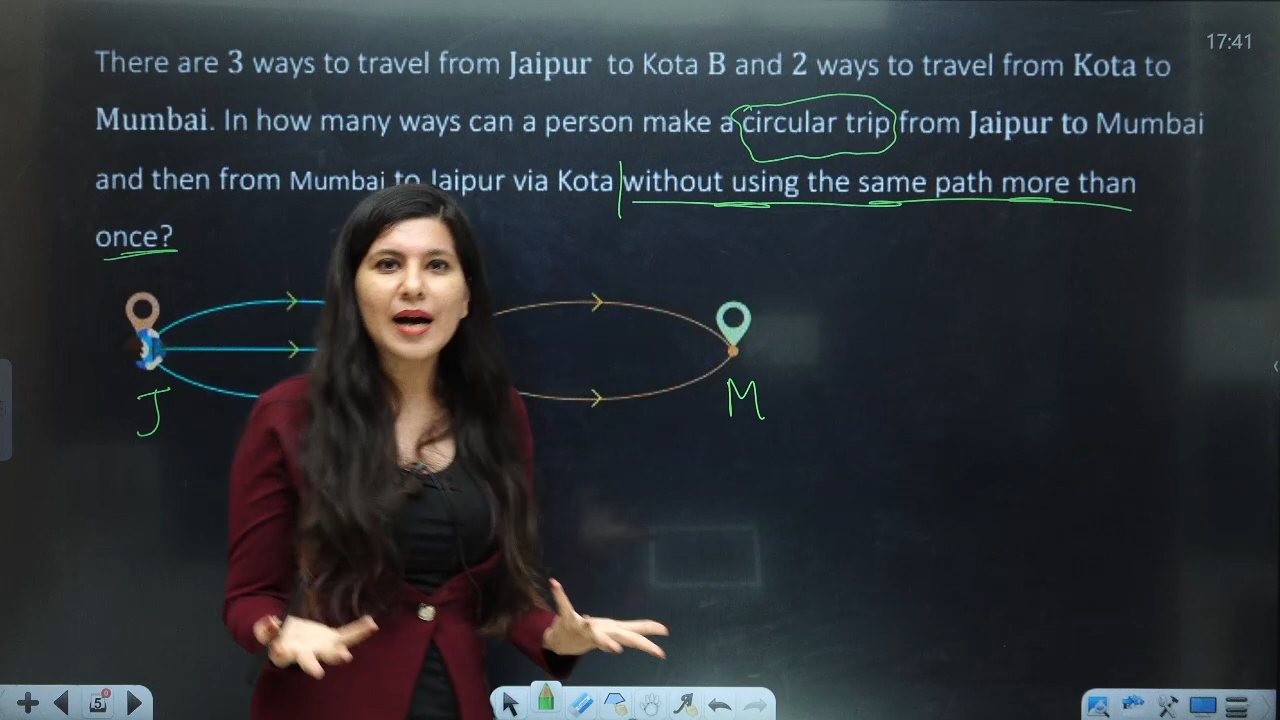 17:41
There are 3 ways to travel from Jaipur to Kota B and 2 ways to travel from Kota to
Mumbai. In how many ways can a person make a circular trip from Jaipur to Mumbai
and then from Mumbai to Jaipur via Kota without using the same path more than
once?
J
M
5
0